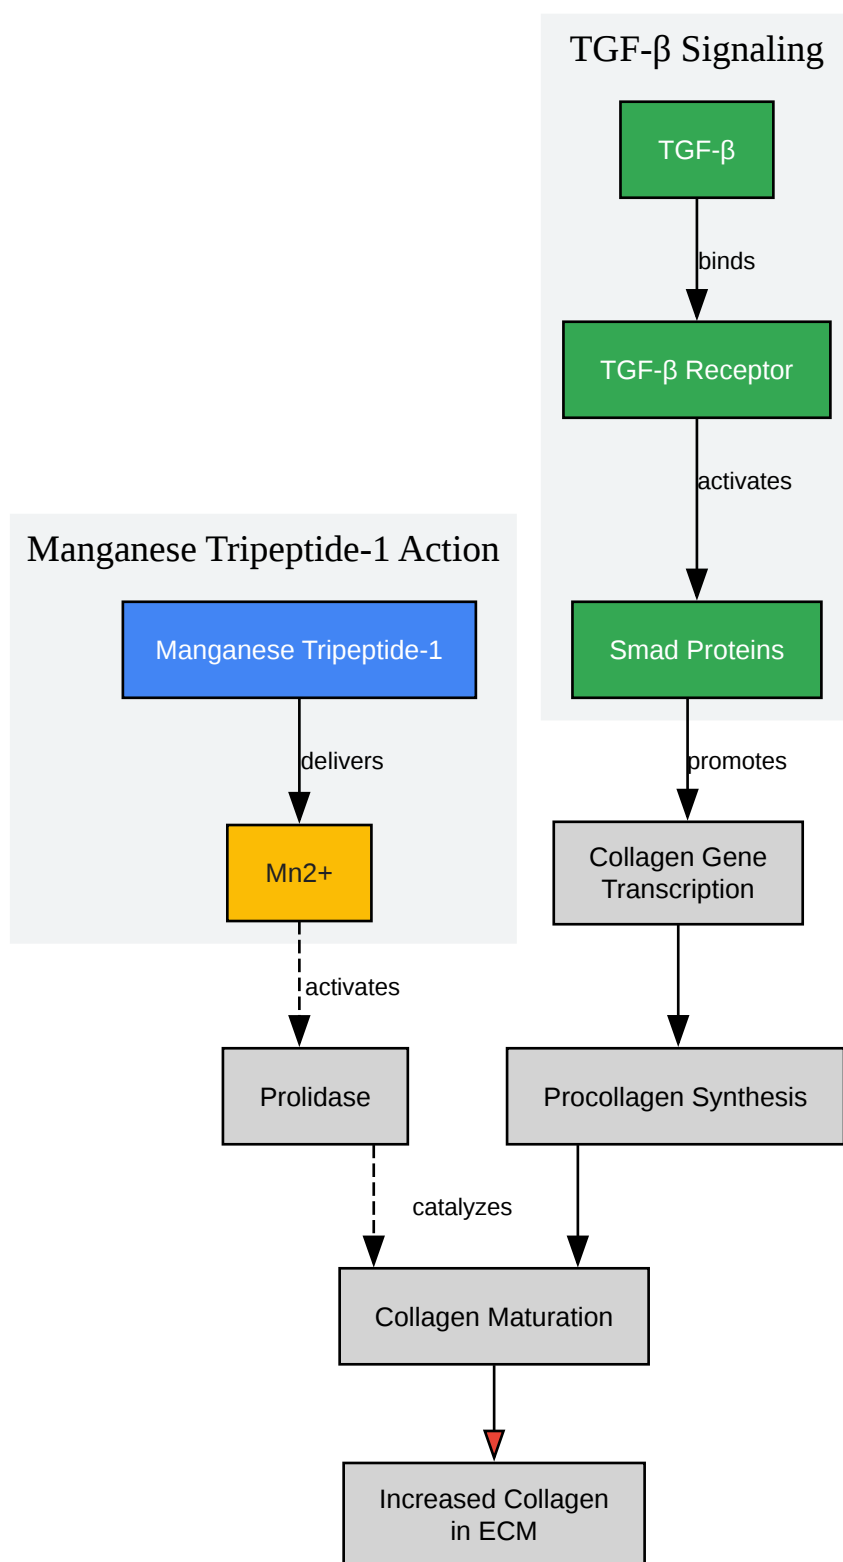 TGF-β Signaling
TGF-β
binds
TGF-β Receptor
activates
Manganese Tripeptide-1 Action
Manganese Tripeptide-1
Smad Proteins
delivers
promotes
Mn2+
Collagen Gene
Transcription
activates
Prolidase
Procollagen Synthesis
catalyzes
Collagen Maturation
Increased Collagen
in ECM